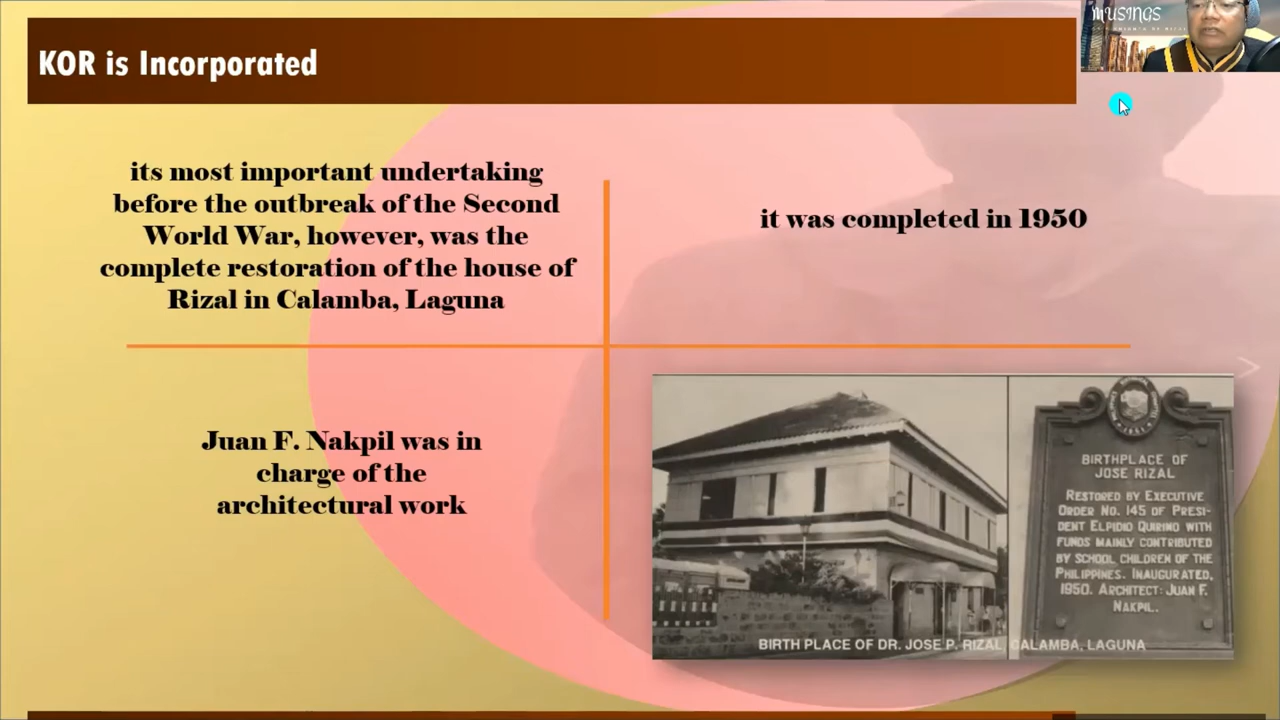 KOR is Incorporated
MUSINGS
its most important undertaking
before the outbreak of the Second
World War, however, was the
complete restoration of the house of
Rizal in Calamba, Laguna
it was completed in 1950
Juan F. Nakpil was in
charge of the
architectural work
BIRTHPLACE OF
JOSE RIZAL
RESTORED BY EXECUTIVE
ORDER NO. 145 OF PRESI-
DENT ELPIDIO QUIRINO WITH
FUNDS MAINLY CONTRIBUTED
BY SCHOOL CHILDREN OF THE
PHILIPPINES. INAUGURATED,
1950. ARCHITECT: JUAN F.
NAKPIL.
BIRTH PLACE OF DR. JOSE P. RIZAL, CALAMBA, LAGUNA